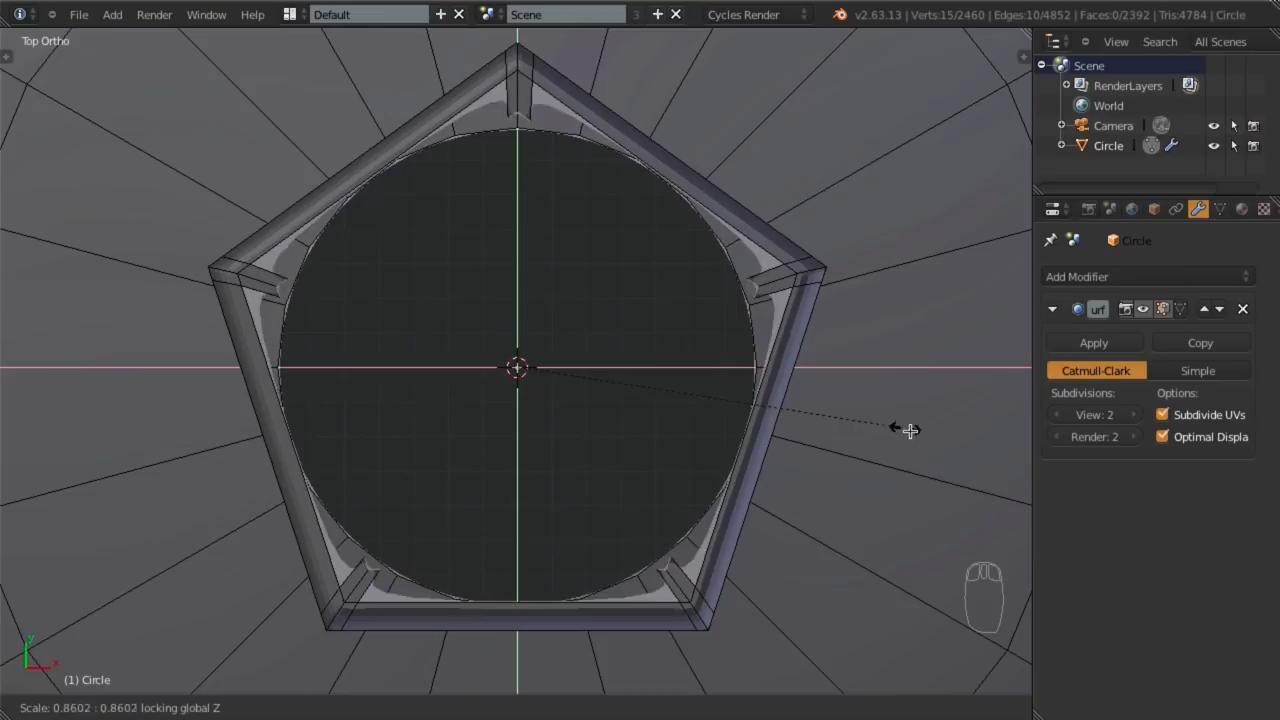 File Add Render Window Help Default Scene 3 Cycles Render v2.63.13 | Verts:15/2460 | Edges:10/4852 | Faces:0/2392 | Tris:4784 | Circle
Top Ortho
View Search All Scenes
Scene
RenderLayers
World
Camera
Circle
Circle
Add Modifier
urf
Apply Copy
Catmull-Clark Simple
Subdivisions: Options:
View: 2 Subdivide UVs
Render: 2 Optimal Displa
y
x
(1) Circle
Scale: 0.8602 : 0.8602 locking global Z